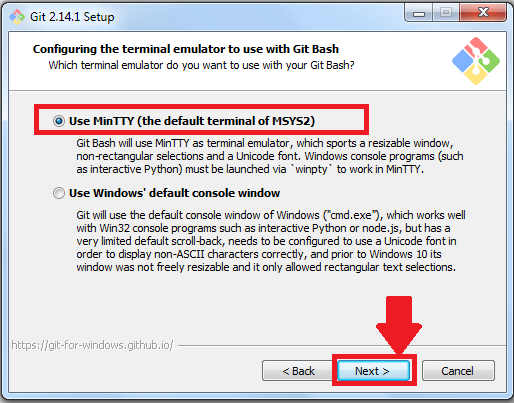 Git 2.14.1 Setup
Configuring the terminal emulator to use with Git Bash
Which terminal emulator do you want to use with your Git Bash?
Use MinTTY (the default terminal of MSYS2)
Git Bash will use MinTTY as terminal emulator, which sports a resizable window,
non-rectangular selections and a Unicode font. Windows console programs (such
as interactive Python) must be launched via `winpty` to work in MinTTY.
Use Windows' default console window
Git will use the default console window of Windows ("cmd.exe"), which works well
with Win32 console programs such as interactive Python or node.js, but has a
very limited default scroll-back, needs to be configured to use a Unicode font in
order to display non-ASCII characters correctly, and prior to Windows 10 its
window was not freely resizable and it only allowed rectangular text selections.
https://git-for-windows.github.io/
< Back
Next >
Cancel